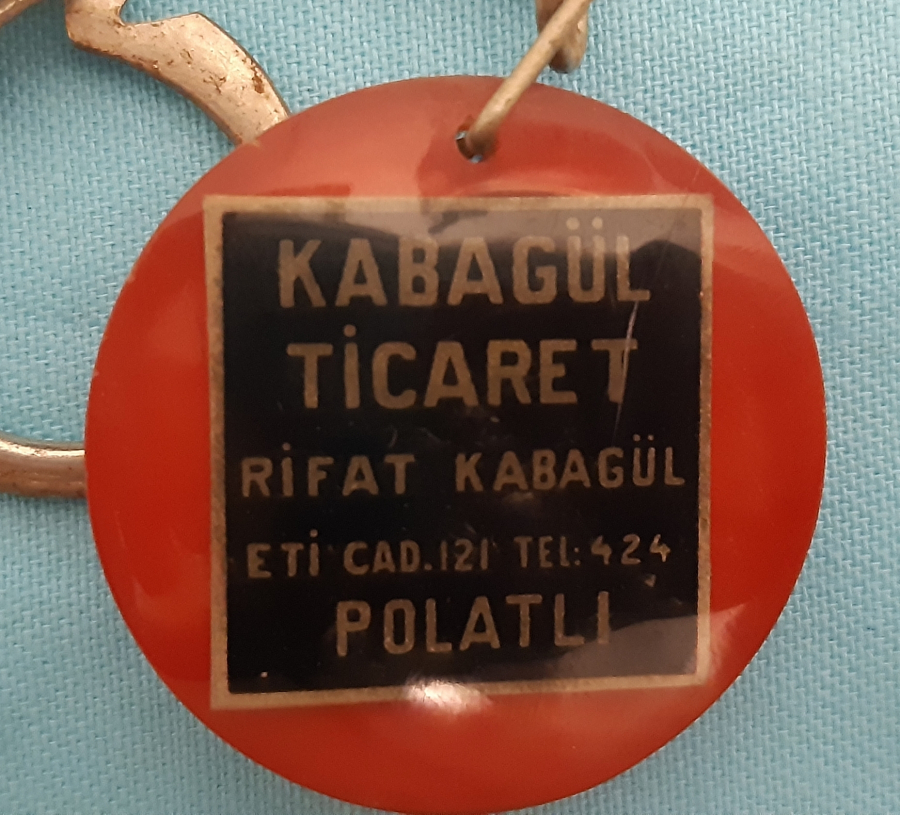 KABAGÜL
TİCARET
RİFAT KABAGÜL
ETİ CAD.121 TEL: 424
POLATLI